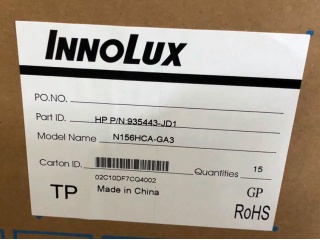 INNOLUX
PO.NO.
Part ID. HP P/N:935443-JD1
Model Name N156HCA-GA3
Carton ID. Quantities 15
02C10DF7CQ4002
TP Made in China GP
RoHS